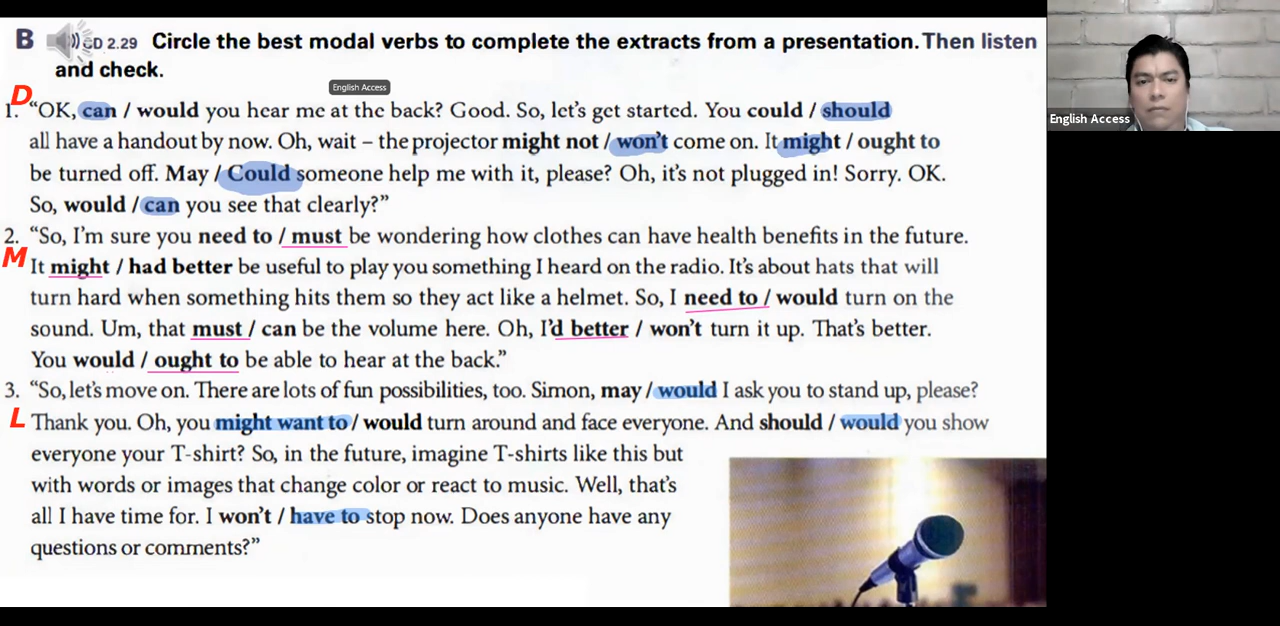 B CD 2.29 Circle the best modal verbs to complete the extracts from a presentation. Then listen
and check.
English Access
D
1. “OK, can / would you hear me at the back? Good. So, let’s get started. You could / should
all have a handout by now. Oh, wait – the projector might not / won’t come on. It might / ought to
be turned off. May / Could someone help me with it, please? Oh, it’s not plugged in! Sorry. OK.
So, would / can you see that clearly?”
2. “So, I’m sure you need to / must be wondering how clothes can have health benefits in the future.
M
It might / had better be useful to play you something I heard on the radio. It’s about hats that will
turn hard when something hits them so they act like a helmet. So, I need to / would turn on the
sound. Um, that must / can be the volume here. Oh, I’d better / won’t turn it up. That’s better.
You would / ought to be able to hear at the back.”
3. “So, let’s move on. There are lots of fun possibilities, too. Simon, may / would I ask you to stand up, please?
L
Thank you. Oh, you might want to / would turn around and face everyone. And should / would you show
everyone your T-shirt? So, in the future, imagine T-shirts like this but
with words or images that change color or react to music. Well, that’s
all I have time for. I won’t / have to stop now. Does anyone have any
questions or comments?”
English Access